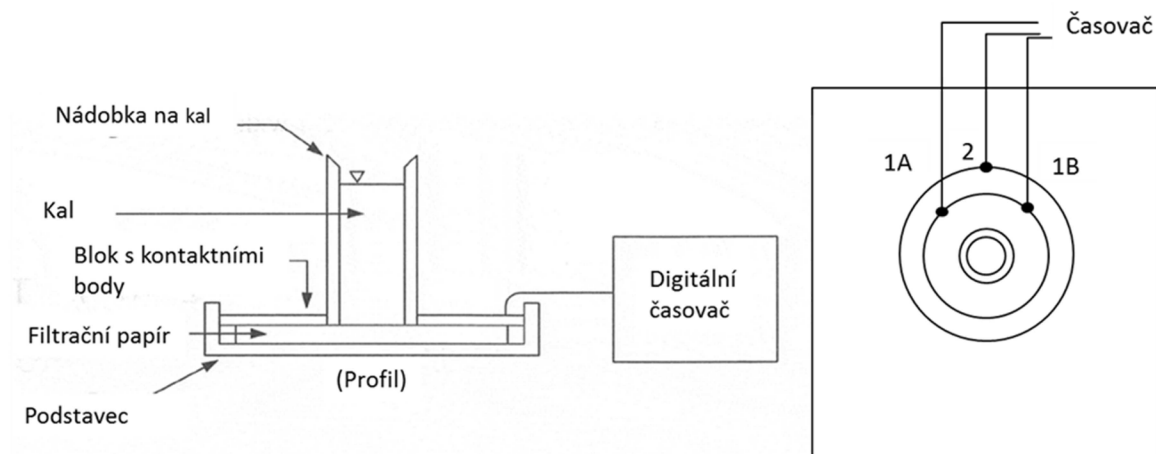 Nádobka na kal
Kal
Blok s kontaktními
body
Filtrační papír
Podstavec
(Profil)
Digitální
časovač
Časovač
1A
2
1B